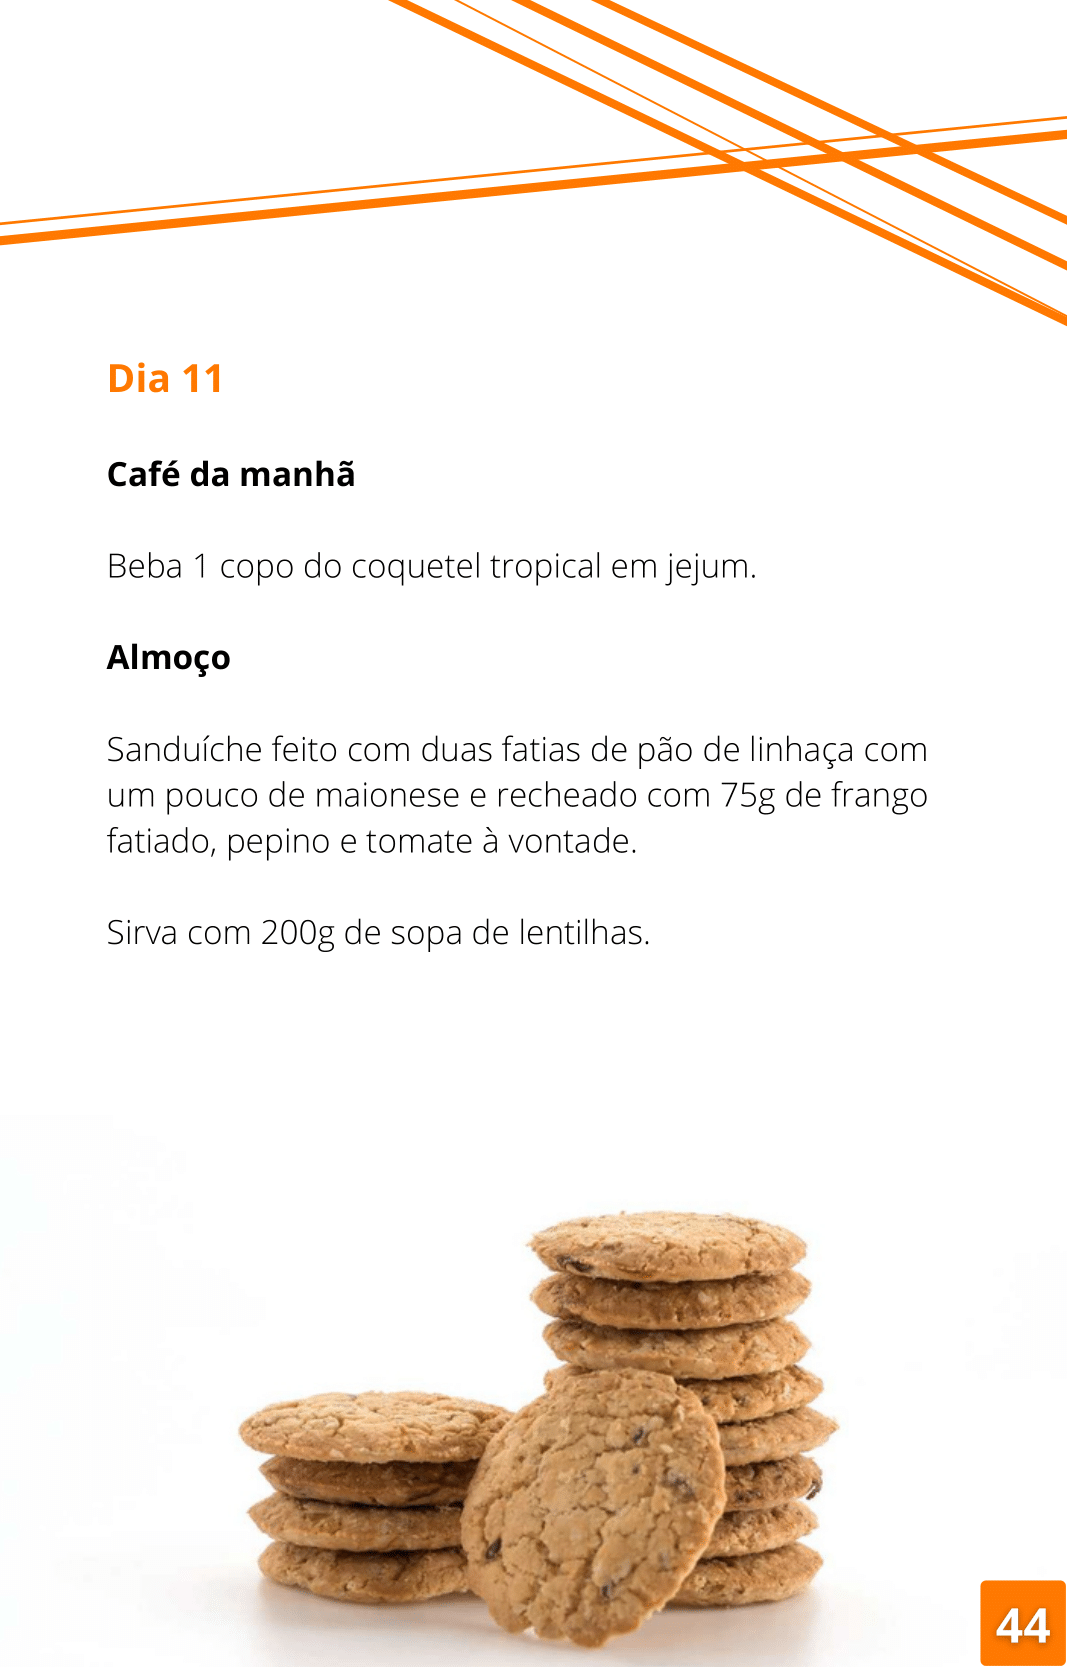 Dia 11
Café da manhã
Beba 1 copo do coquetel tropical em jejum.
Almoço
Sanduíche feito com duas fatias de pão de linhaça com
um pouco de maionese e recheado com 75g de frango
fatiado, pepino e tomate à vontade.
Sirva com 200g de sopa de lentilhas.
44